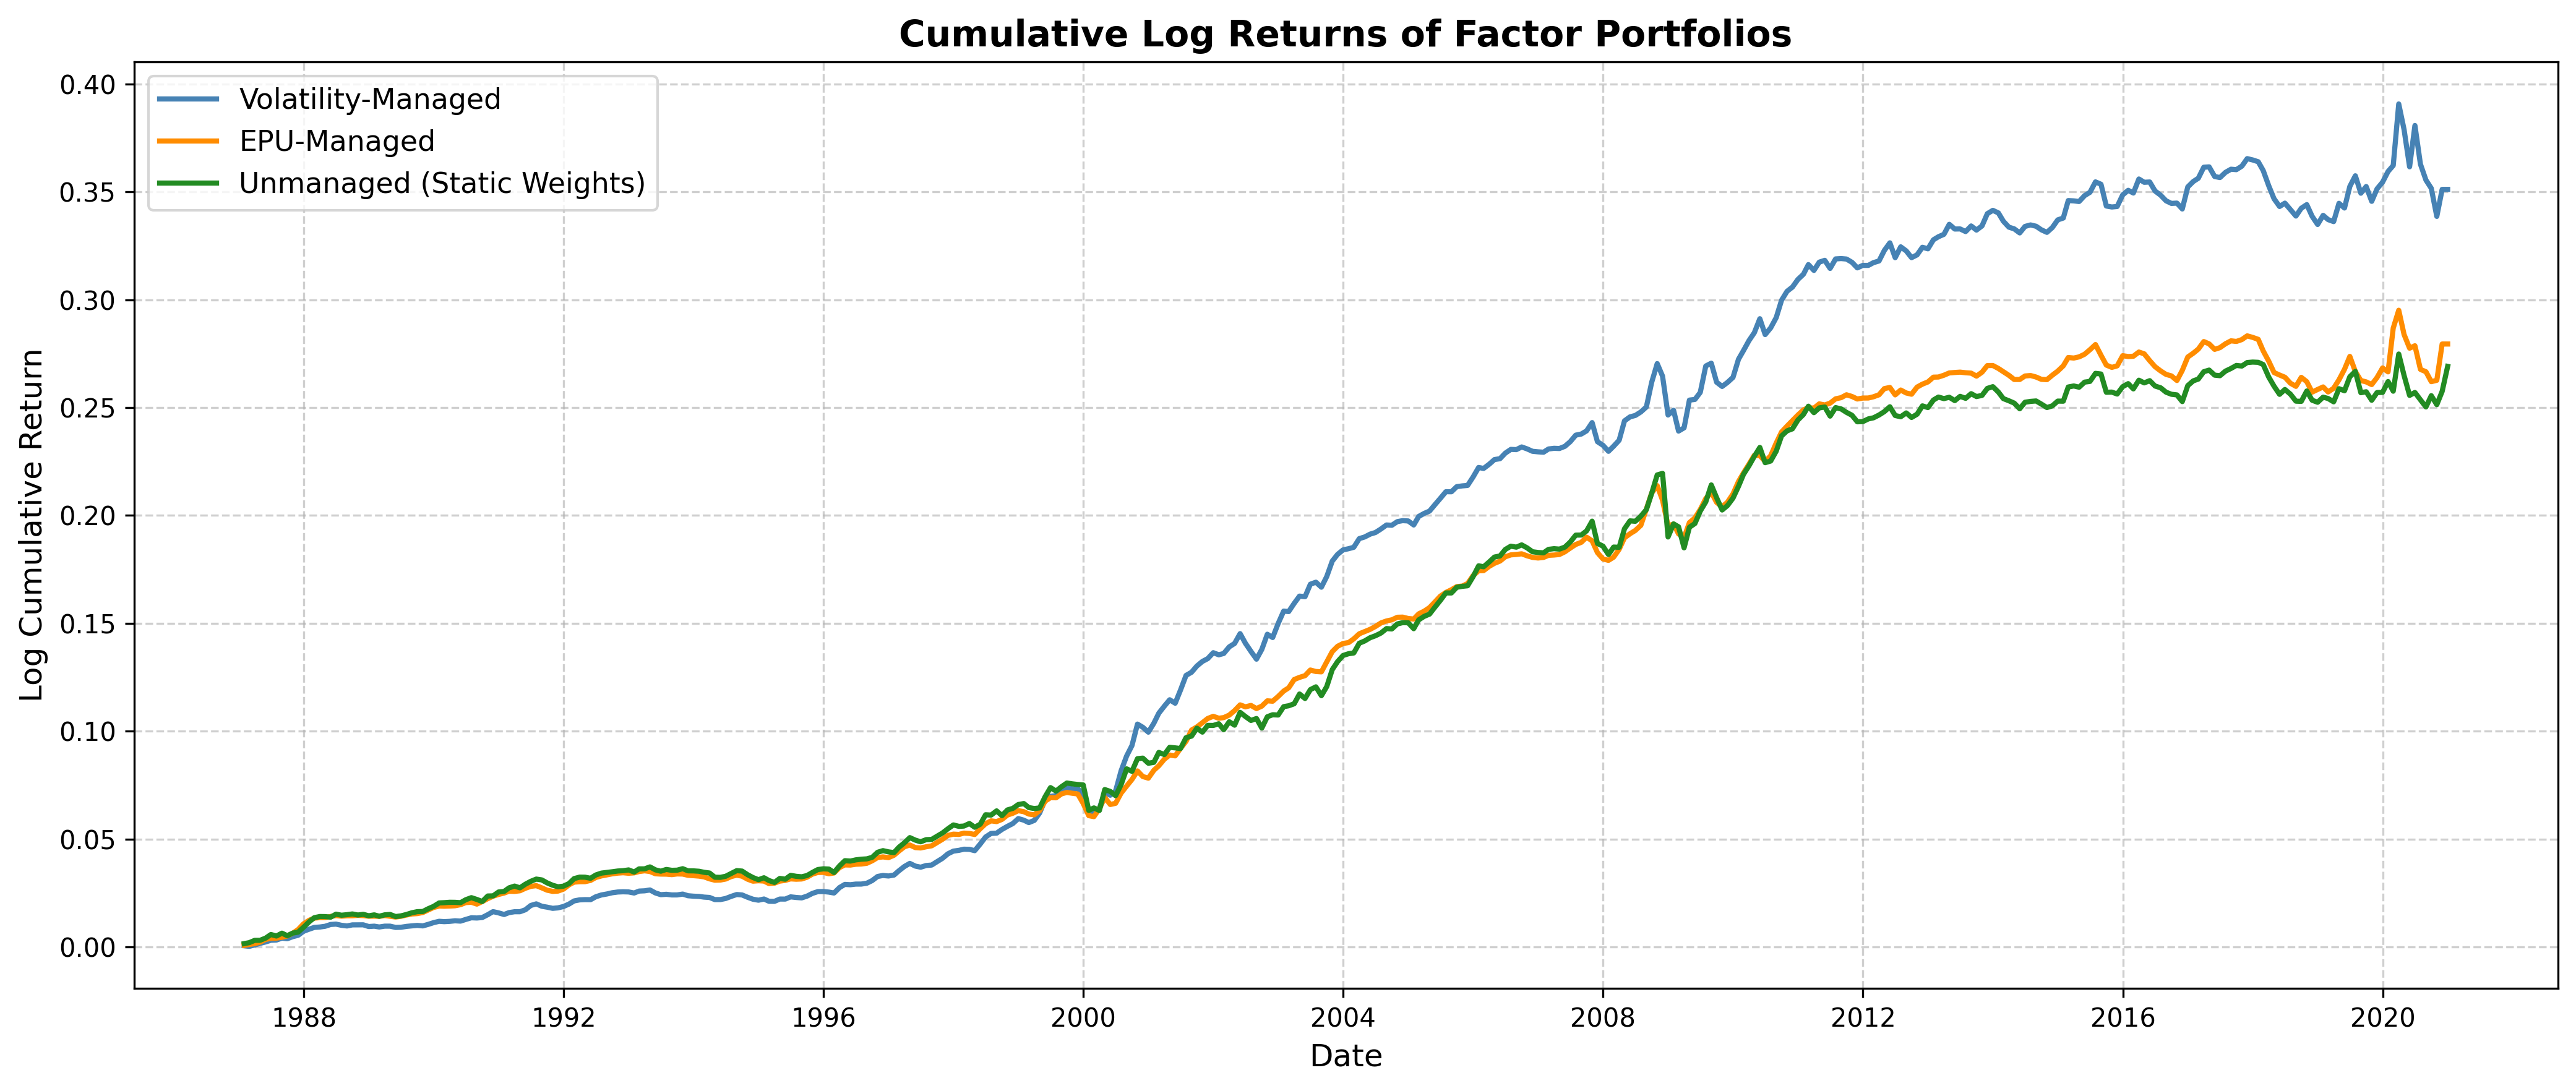 Cumulative Log Returns of Factor Portfolios
Volatility-Managed
EPU-Managed
Unmanaged (Static Weights)
Log Cumulative Return
0.40
0.35
0.30
0.25
0.20
0.15
0.10
0.05
0.00
1988 1992 1996 2000 2004 2008 2012 2016 2020
Date